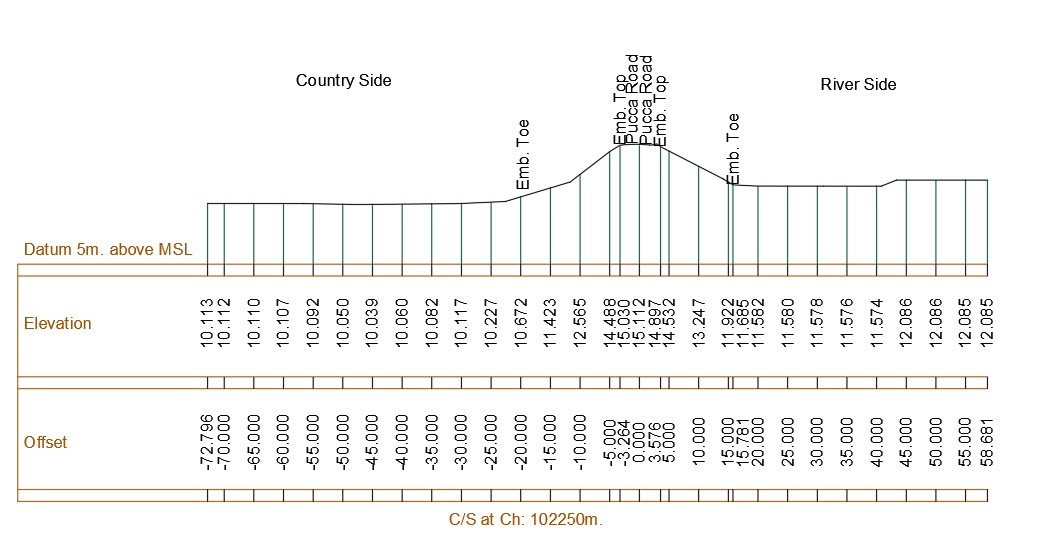 Country Side
River Side
Emb. Toe
Emb. Top
Pucca Road
Pucca Road
Emb. Top
Emb. Toe
Datum 5m. above MSL
Elevation 10.113 10.112 10.110 10.107 10.092 10.050 10.039 10.060 10.082 10.117 10.227 10.672 11.423 12.565 14.488 15.030 15.112 14.897 14.532 13.247 11.922 11.685 11.582 11.580 11.578 11.576 11.574 12.086 12.086 12.085 12.085
Offset -72.796 -70.000 -65.000 -60.000 -55.000 -50.000 -45.000 -40.000 -35.000 -30.000 -25.000 -20.000 -15.000 -10.000 -5.000 -3.264 0.000 3.576 5.000 10.000 15.000 15.781 20.000 25.000 30.000 35.000 40.000 45.000 50.000 55.000 58.681
C/S at Ch: 102250m.